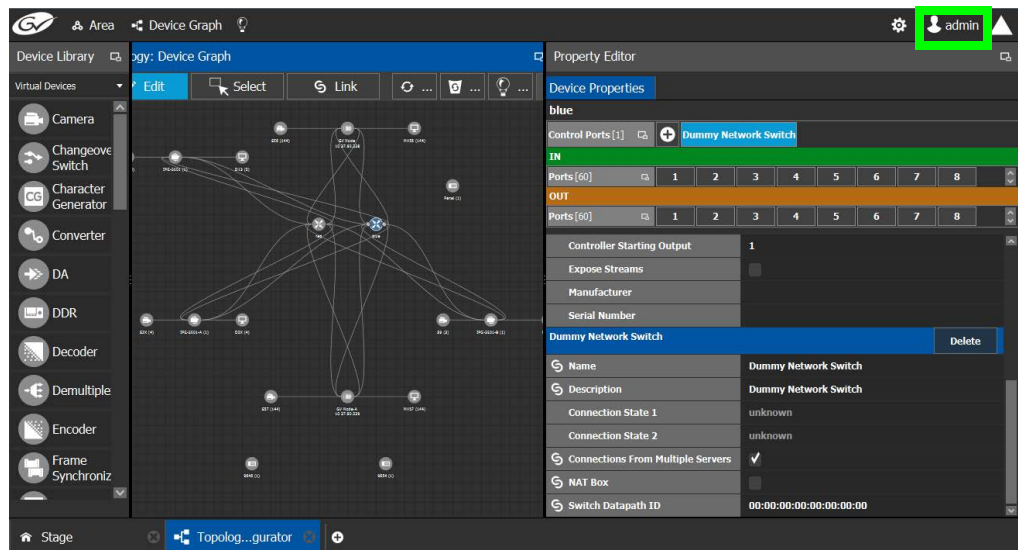 GV Area Device Graph admin
Device Library
ogy: Device Graph
Property Editor
Virtual Devices
Edit Select Link ... ... ...
Device Properties
Camera
Changeove
Switch
Character
Generator
CG
Converter
DA
DDR
Decoder
Demultiple
Encoder
Frame
Synchroniz
Panel (1)
blue
Control Ports [1] Dummy Network Switch
IN
Ports [60] 1 2 3 4 5 6 7 8
OUT
Ports [60] 1 2 3 4 5 6 7 8
Controller Starting Output 1
Expose Streams
Manufacturer
Serial Number
Dummy Network Switch Delete
Name Dummy Network Switch
Description Dummy Network Switch
Connection State 1 unknown
Connection State 2 unknown
Connections From Multiple Servers
NAT Box
Switch Datapath ID 00:00:00:00:00:00:00:00
Stage Topolog...gurator